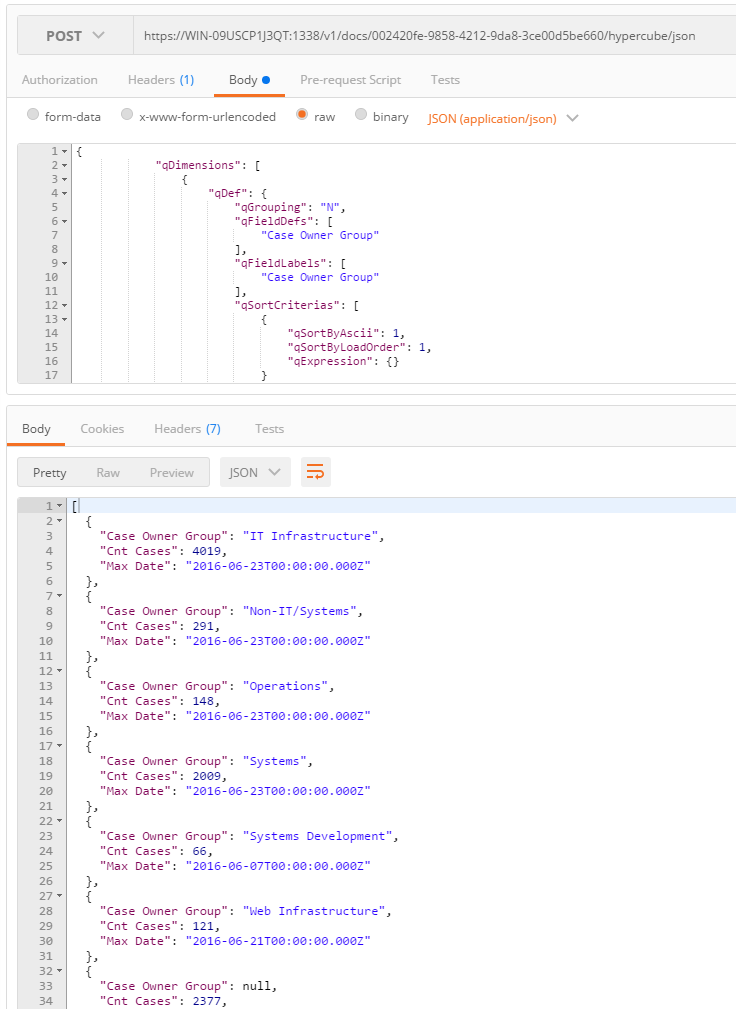 POST https://WIN-09USCP1J3QT:1338/v1/docs/002420fe-9858-4212-9da8-3ce00d5be660/hypercube/json
Authorization Headers (1) Body Pre-request Script Tests
form-data x-www-form-urlencoded raw binary JSON (application/json)
1 {
2 "qDimensions": [
3 {
4 "qDef": {
5 "qGrouping": "N",
6 "qFieldDefs": [
7 "Case Owner Group"
8 ],
9 "qFieldLabels": [
10 "Case Owner Group"
11 ],
12 "qSortCriterias": [
13 {
14 "qSortByAscii": 1,
15 "qSortByLoadOrder": 1,
16 "qExpression": {}
17 }
Body Cookies Headers (7) Tests
Pretty Raw Preview JSON
1 [
2 {
3 "Case Owner Group": "IT Infrastructure",
4 "Cnt Cases": 4019,
5 "Max Date": "2016-06-23T00:00:00.000Z"
6 },
7 {
8 "Case Owner Group": "Non-IT/Systems",
9 "Cnt Cases": 291,
10 "Max Date": "2016-06-23T00:00:00.000Z"
11 },
12 {
13 "Case Owner Group": "Operations",
14 "Cnt Cases": 148,
15 "Max Date": "2016-06-23T00:00:00.000Z"
16 },
17 {
18 "Case Owner Group": "Systems",
19 "Cnt Cases": 2009,
20 "Max Date": "2016-06-23T00:00:00.000Z"
21 },
22 {
23 "Case Owner Group": "Systems Development",
24 "Cnt Cases": 66,
25 "Max Date": "2016-06-07T00:00:00.000Z"
26 },
27 {
28 "Case Owner Group": "Web Infrastructure",
29 "Cnt Cases": 121,
30 "Max Date": "2016-06-21T00:00:00.000Z"
31 },
32 {
33 "Case Owner Group": null,
34 "Cnt Cases": 2377,